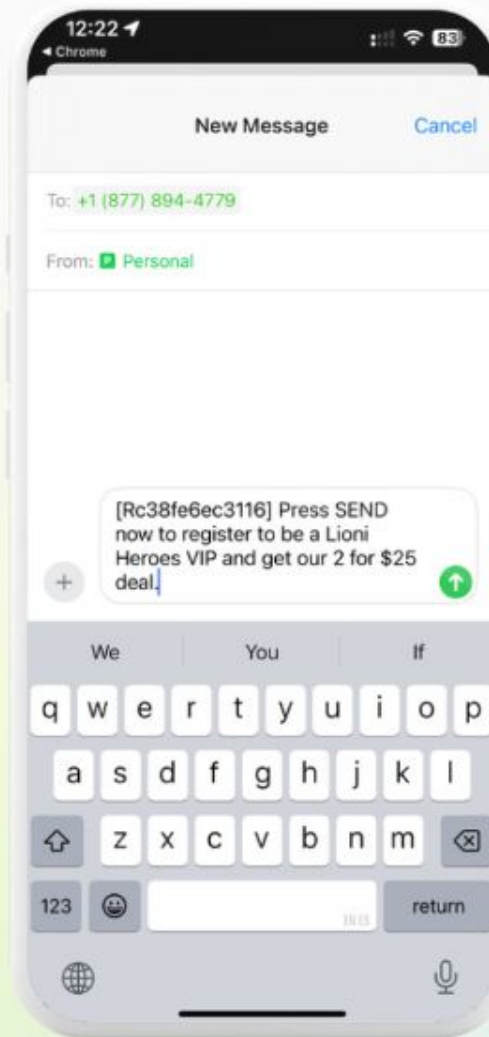 12:22
83
Chrome
New Message
Cancel
To: +1 (877) 894-4779
From: P Personal
[Rc38fe6ec3116] Press SEND
now to register to be a Lioni
Heroes VIP and get our 2 for $25
deal.
We
You
If
q w e r t y u i o p
a s d f g h j k l
z x c v b n m
123
return